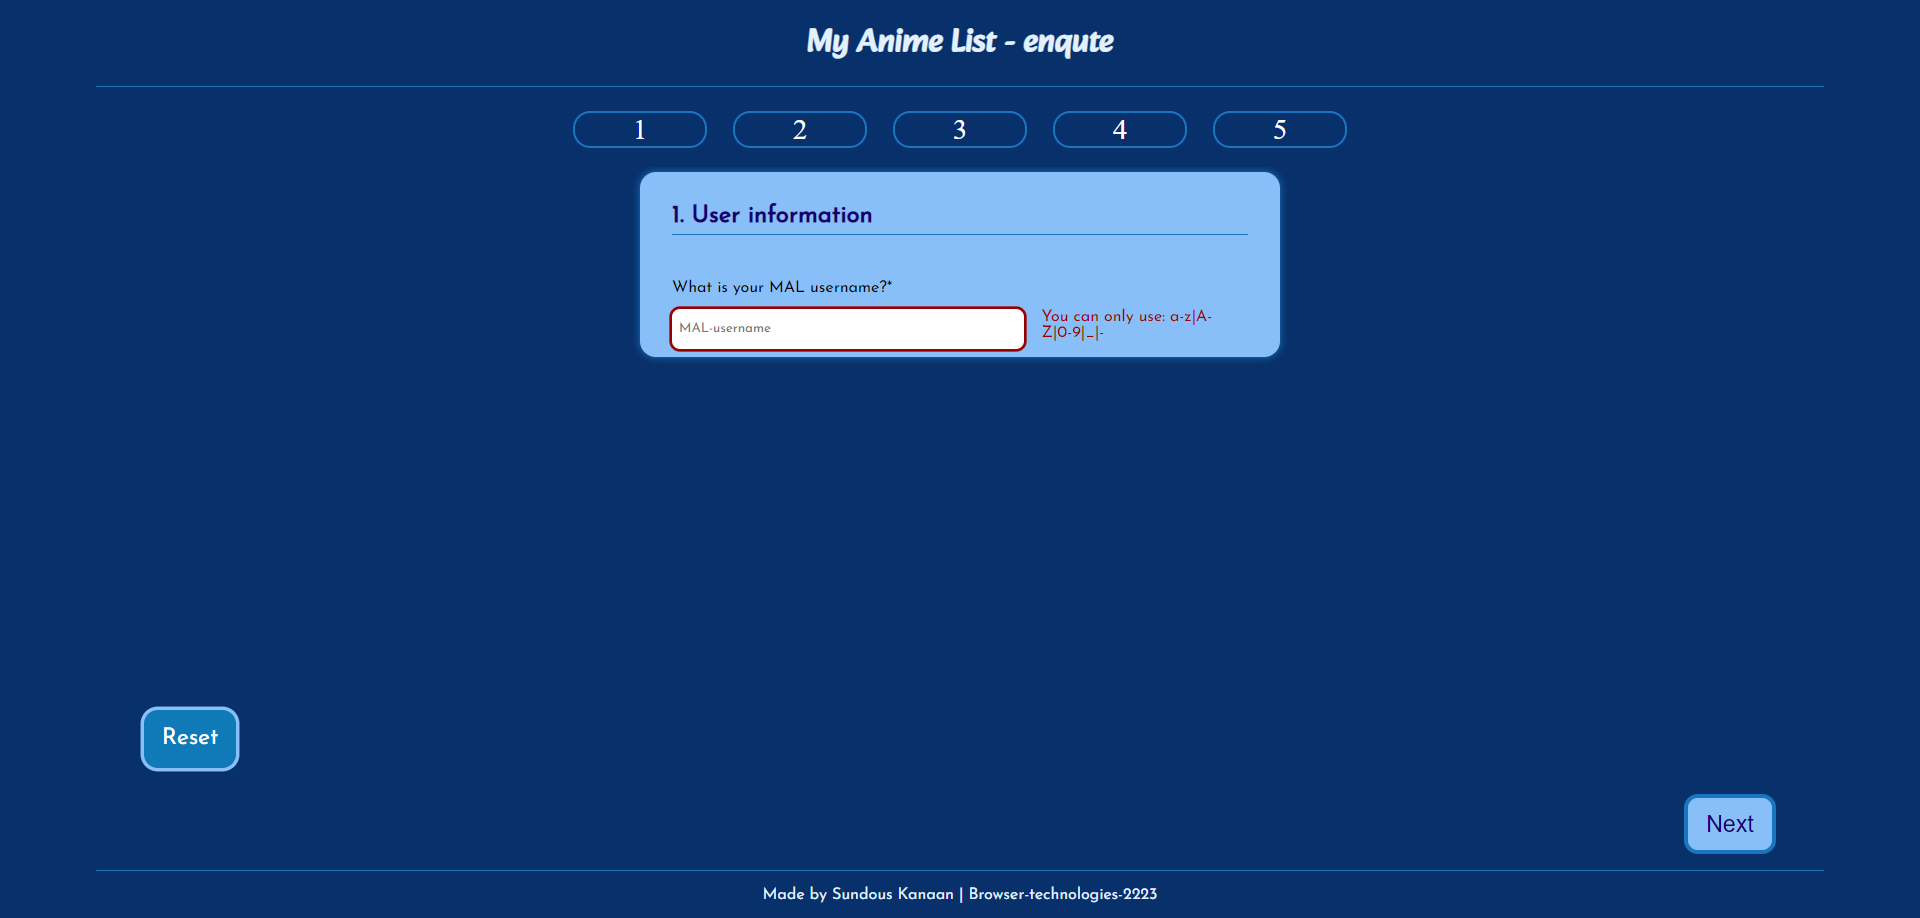 My Anime List - enqute
1 2 3 4 5
1. User information
What is your MAL username?*
MAL-username
You can only use: a-z|A-
Z|0-9|_|-
Reset
Next
Made by Sundous Kanaan | Browser-technologies-2223